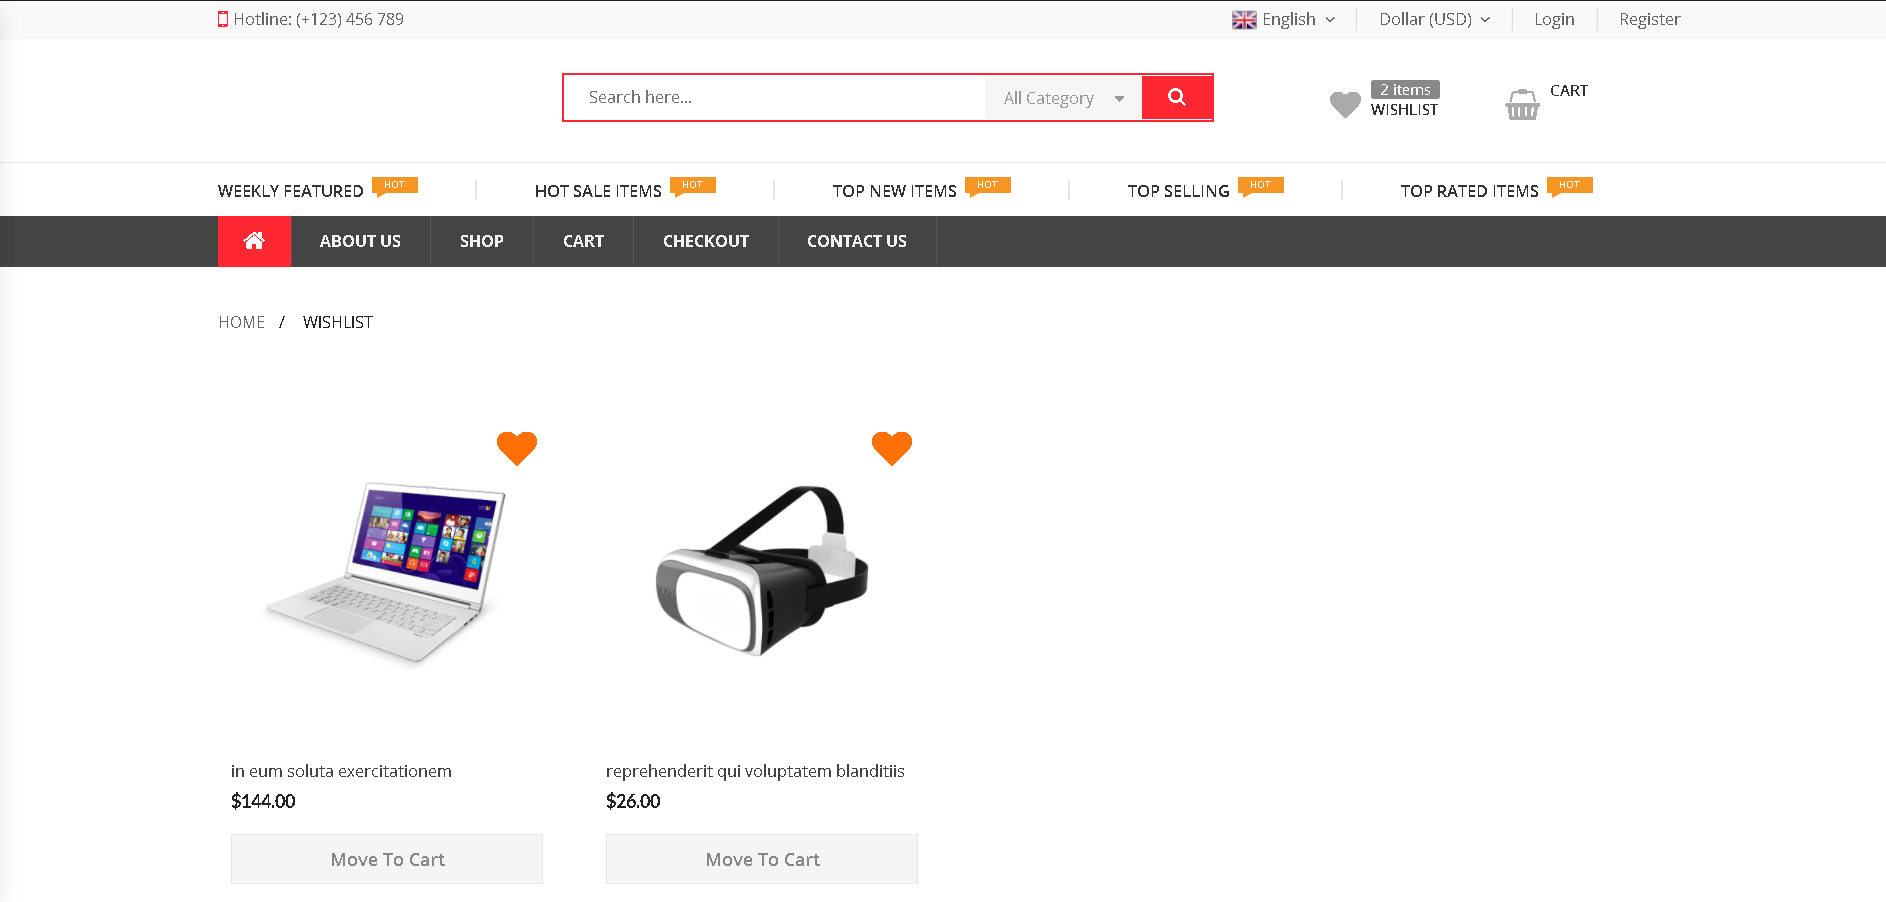 Hotline: (+123) 456 789
English
Dollar (USD)
Login
Register
Search here...
All Category
2 items
WISHLIST
CART
WEEKLY FEATURED
HOT
HOT SALE ITEMS
HOT
TOP NEW ITEMS
HOT
TOP SELLING
HOT
TOP RATED ITEMS
HOT
ABOUT US
SHOP
CART
CHECKOUT
CONTACT US
HOME / WISHLIST
in eum soluta exercitationem
$144.00
Move To Cart
reprehenderit qui voluptatem blanditiis
$26.00
Move To Cart